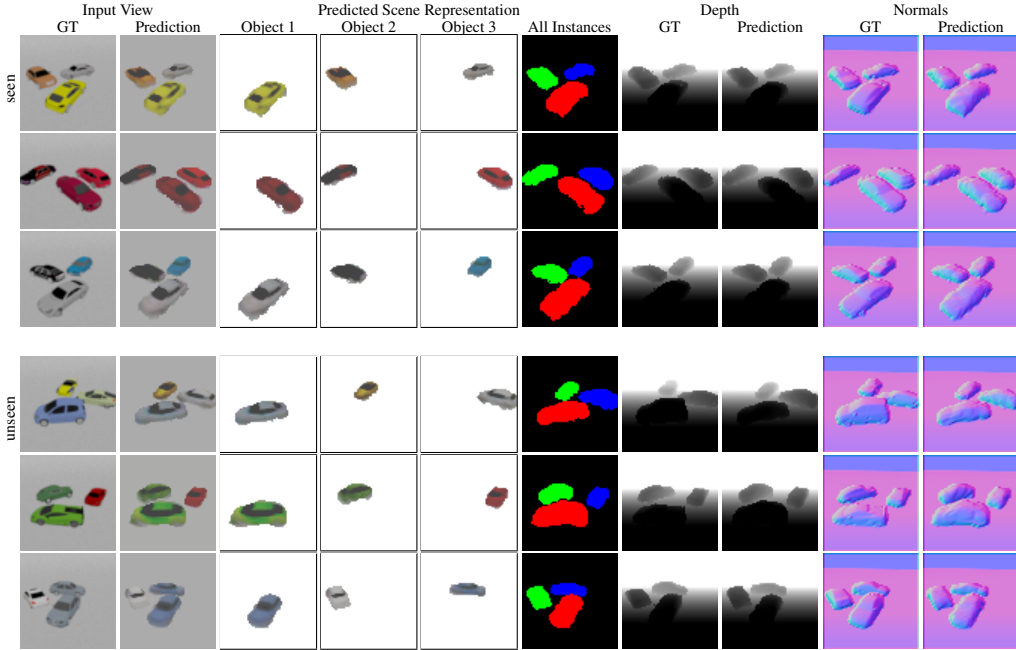 Input View Predicted Scene Representation Depth Normals
GT Prediction Object 1 Object 2 Object 3 All Instances GT Prediction GT Prediction
seen
unseen